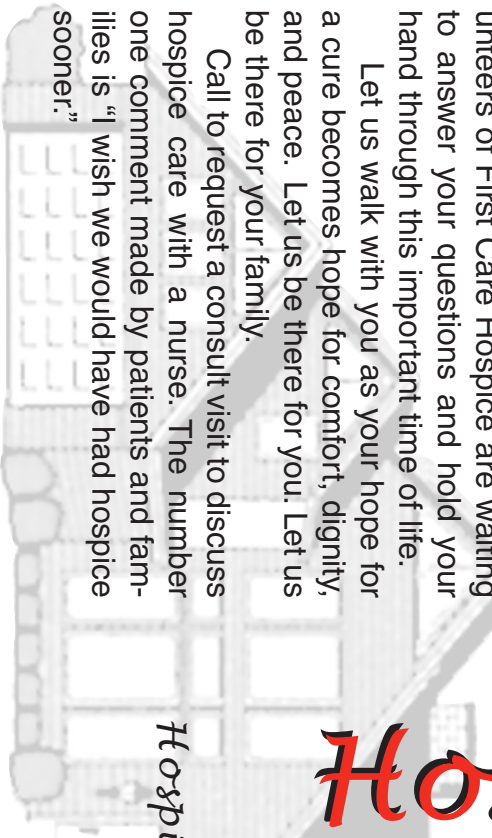 unteers of First Care Hospice are waiting
to answer your questions and hold your
hand through this important time of life.
Let us walk with you as your hope for
a cure becomes hope for comfort, dignity,
and peace. Let us be there for you. Let us
be there for your family.
Call to request a consult visit to discuss
hospice care with a nurse. The number
one comment made by patients and fam-
ilies is “I wish we would have had hospice
sooner.”
Ho
Hospi